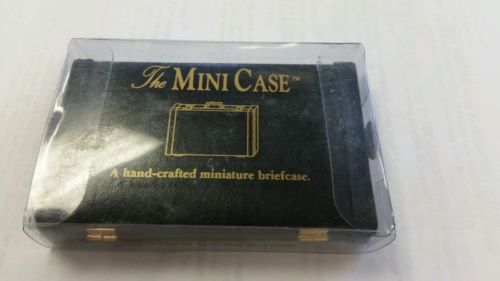 The MINI CASE™
A hand-crafted miniature briefcase.